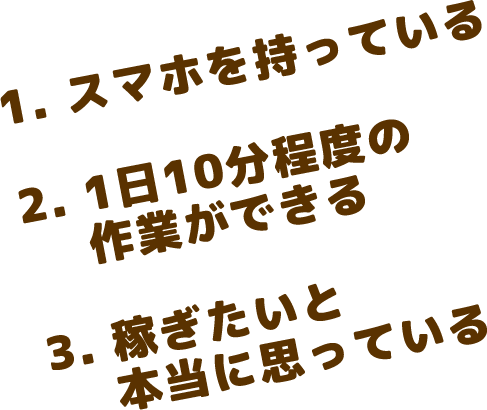 1. スマホを持っている
2. 1日10分程度の
作業ができる
3. 稼ぎたいと
本当に思っている